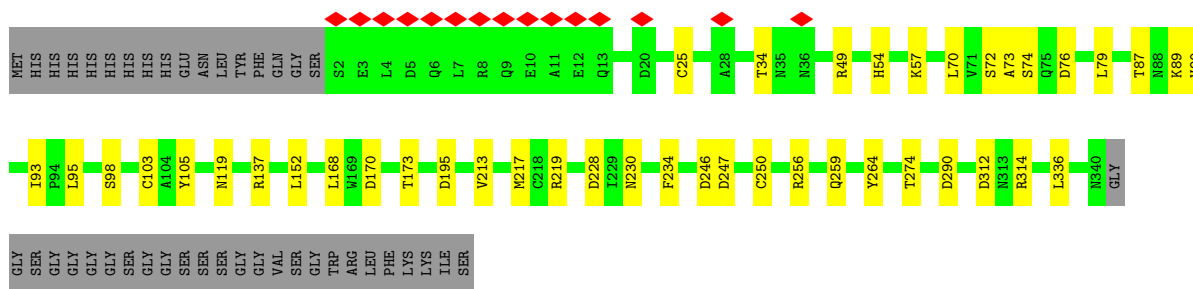 MET HIS HIS HIS HIS HIS HIS HIS HIS GLU ASN LEU TYR PHE GLN GLY SER S2 E3 L4 D5 Q6 L7 R8 Q9 E10 A11 E12 Q13 D20 C25 A28 T34 N35 N36 R49 H54 K57 L70 V71 S72 A73 S74 Q75 D76 L79 T87 N88 K89
I93 P94 L95 S98 C103 A104 Y105 N119 R137 L152 L168 W169 D170 T173 D195 V213 M217 C218 R219 D228 I229 N230 F234 D246 D247 C250 R256 Q259 Y264 T274 D290 D312 N313 R314 L336 N340 GLY
GLY SER GLY GLY GLY GLY SER GLY GLY SER SER SER GLY GLY VAL SER GLY TRP ARG LEU PHE LYS LYS ILE SER